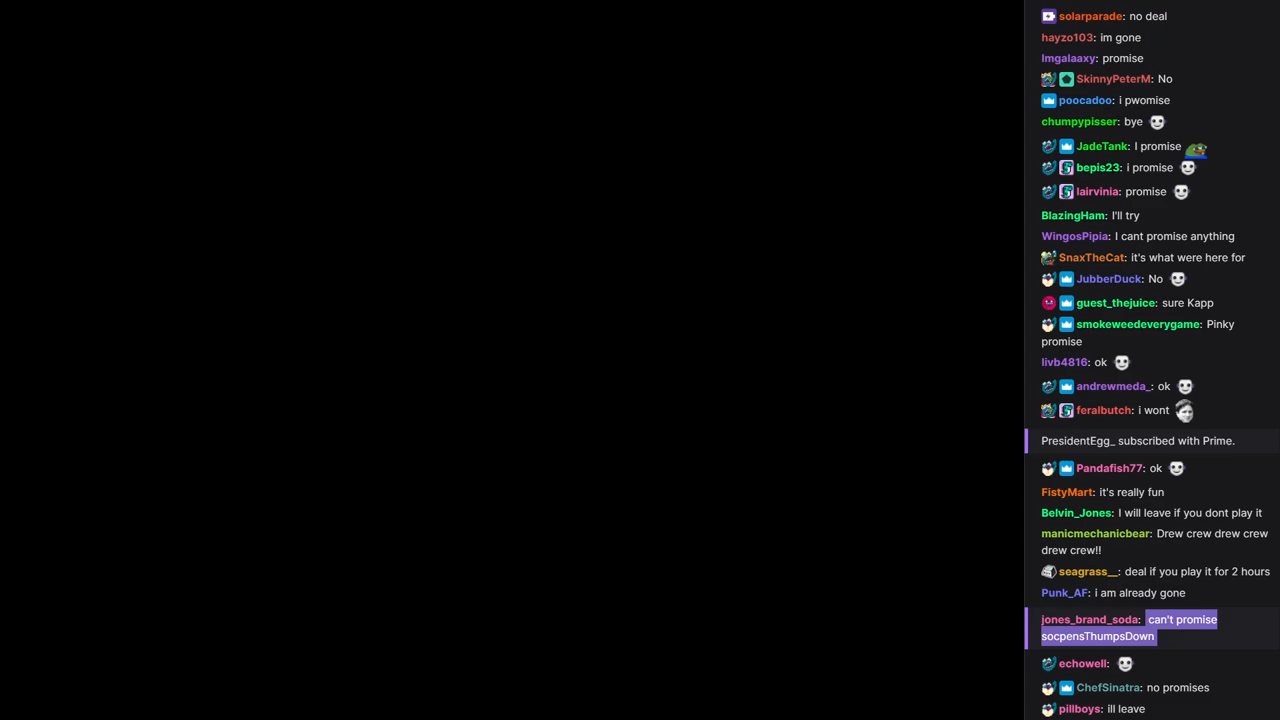 solarparade: no deal
hayzo103: im gone
lmgalaaxy: promise
SkinnyPeterM: No
poocadoo: i pwomise
chumpypisser: bye
JadeTank: I promise
bepis23: i promise
lairvinia: promise
BlazingHam: I'll try
WingosPipia: I cant promise anything
SnaxTheCat: it's what were here for
JubberDuck: No
guest_thejuice: sure Kapp
smokeweedeverygame: Pinky
promise
livb4816: ok
andrewmeda_: ok
feralbutch: i wont
PresidentEgg_ subscribed with Prime.
Pandafish77: ok
FistyMart: it's really fun
Belvin_Jones: I will leave if you dont play it
manicmechanicbear: Drew crew drew crew
drew crew!!
seagrass__: deal if you play it for 2 hours
Punk_AF: i am already gone
jones_brand_soda: can't promise
socpensThumpsDown
echowell:
ChefSinatra: no promises
pillboys: ill leave